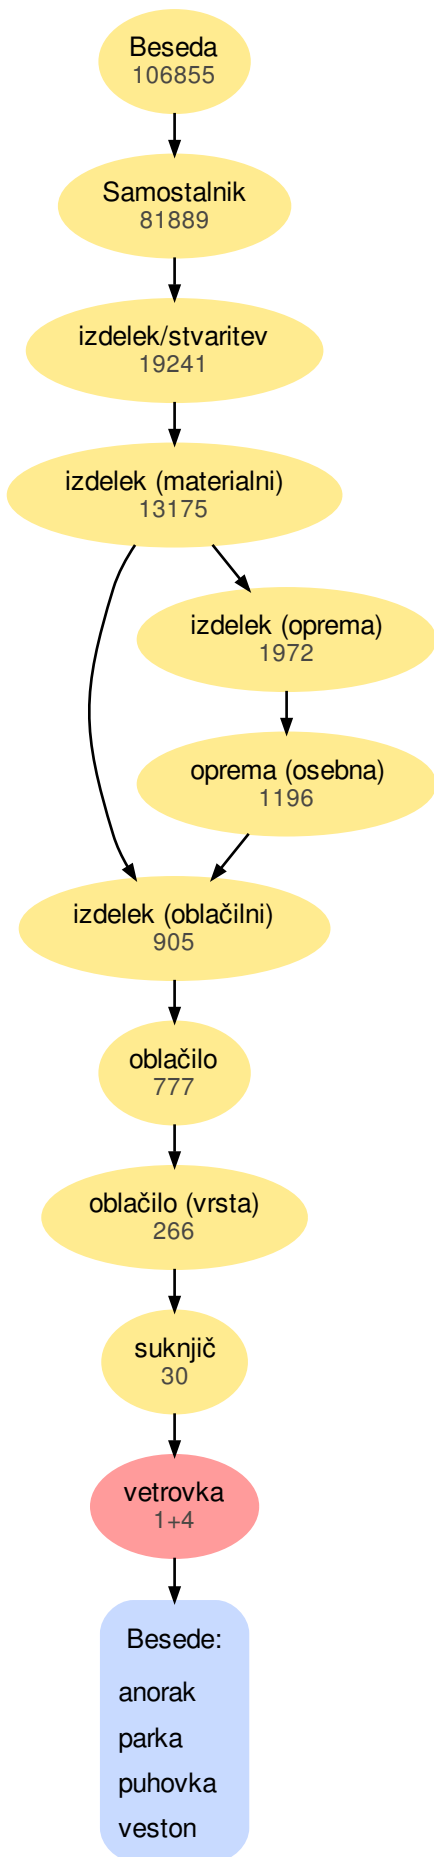 Beseda
106855
Samostalnik
81889
izdelek/stvaritev
19241
izdelek (materialni)
13175
izdelek (oprema)
1972
oprema (osebna)
1196
izdelek (oblačilni)
905
oblačilo
777
oblačilo (vrsta)
266
suknjič
30
vetrovka
1+4
Besede:
anorak
parka
puhovka
veston